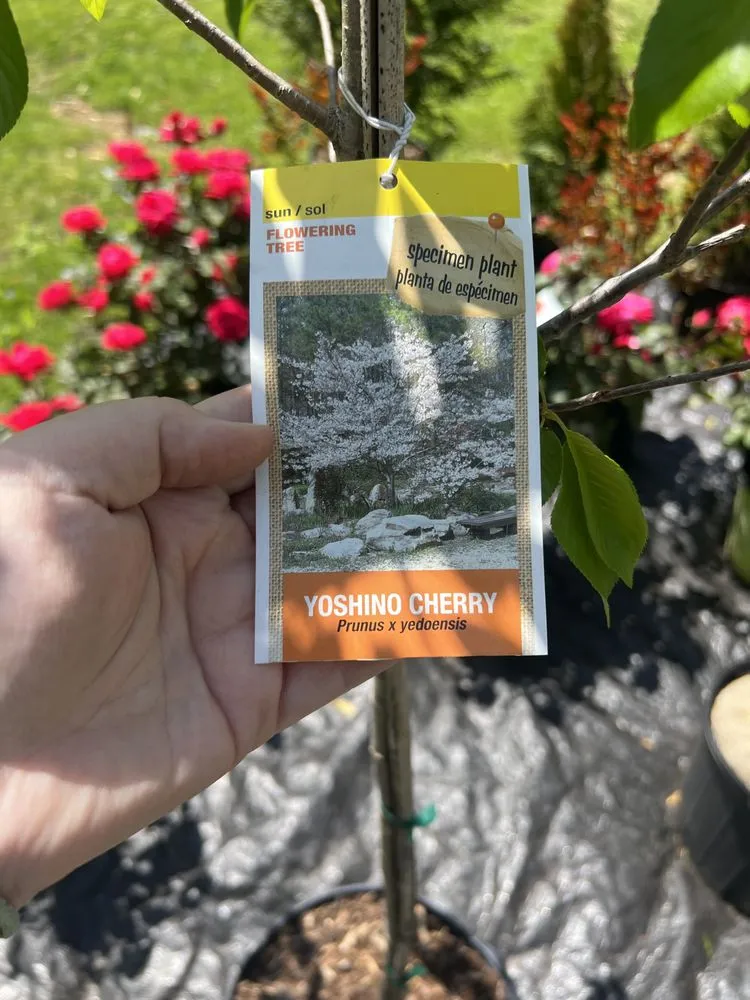 sun / sol
FLOWERING
TREE
specimen plant
planta de espécimen
YOSHINO CHERRY
Prunus x yedoensis